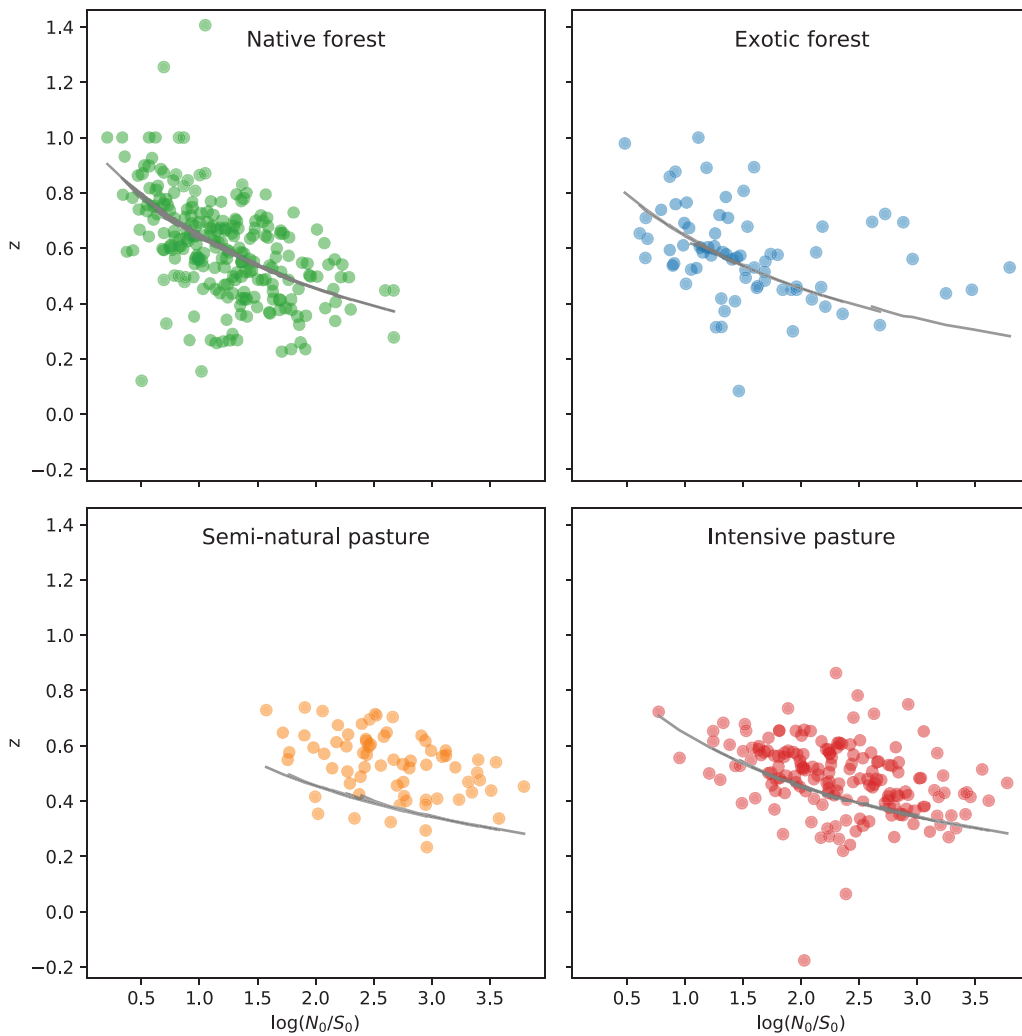 Native forest
Exotic forest
1.4
1.2
1.0
0.8
0.6
0.4
0.2
0.0
−0.2
z
Semi-natural pasture
Intensive pasture
1.4
1.2
1.0
0.8
0.6
0.4
0.2
0.0
−0.2
z
0.5 1.0 1.5 2.0 2.5 3.0 3.5
0.5 1.0 1.5 2.0 2.5 3.0 3.5
log(N₀/S₀)
log(N₀/S₀)